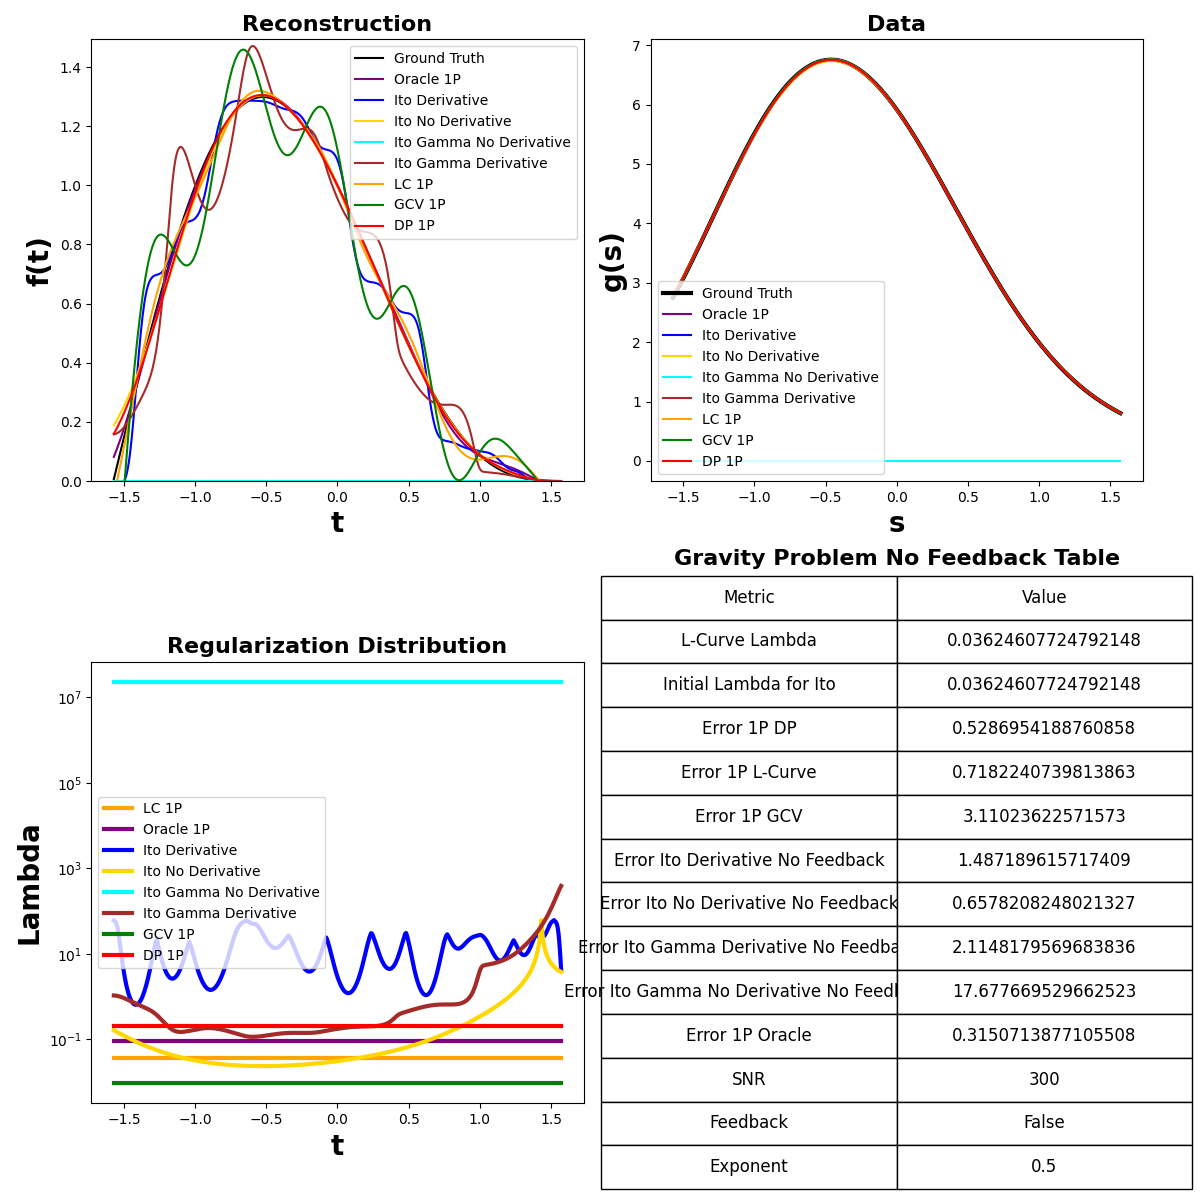 Reconstruction
f(t)
1.4
1.2
1.0
0.8
0.6
0.4
0.2
0.0
Ground Truth
Oracle 1P
Ito Derivative
Ito No Derivative
Ito Gamma No Derivative
Ito Gamma Derivative
LC 1P
GCV 1P
DP 1P
−1.5 −1.0 −0.5 0.0 0.5 1.0 1.5
t
Data
g(s)
7
6
5
4
3
2
1
0
Ground Truth
Oracle 1P
Ito Derivative
Ito No Derivative
Ito Gamma No Derivative
Ito Gamma Derivative
LC 1P
GCV 1P
DP 1P
−1.5 −1.0 −0.5 0.0 0.5 1.0 1.5
s
Regularization Distribution
Lambda
10⁷
10⁵
10³
10¹
10⁻¹
LC 1P
Oracle 1P
Ito Derivative
Ito No Derivative
Ito Gamma No Derivative
Ito Gamma Derivative
GCV 1P
DP 1P
−1.5 −1.0 −0.5 0.0 0.5 1.0 1.5
t
Gravity Problem No Feedback Table
Metric Value
L-Curve Lambda 0.03624607724792148
Initial Lambda for Ito 0.03624607724792148
Error 1P DP 0.5286954188760858
Error 1P L-Curve 0.7182240739813863
Error 1P GCV 3.11023622571573
Error Ito Derivative No Feedback 1.487189615717409
Error Ito No Derivative No Feedback 0.6578208248021327
Error Ito Gamma Derivative No Feedba 2.1148179569683836
Error Ito Gamma No Derivative No Feedl 17.677669529662523
Error 1P Oracle 0.3150713877105508
SNR 300
Feedback False
Exponent 0.5